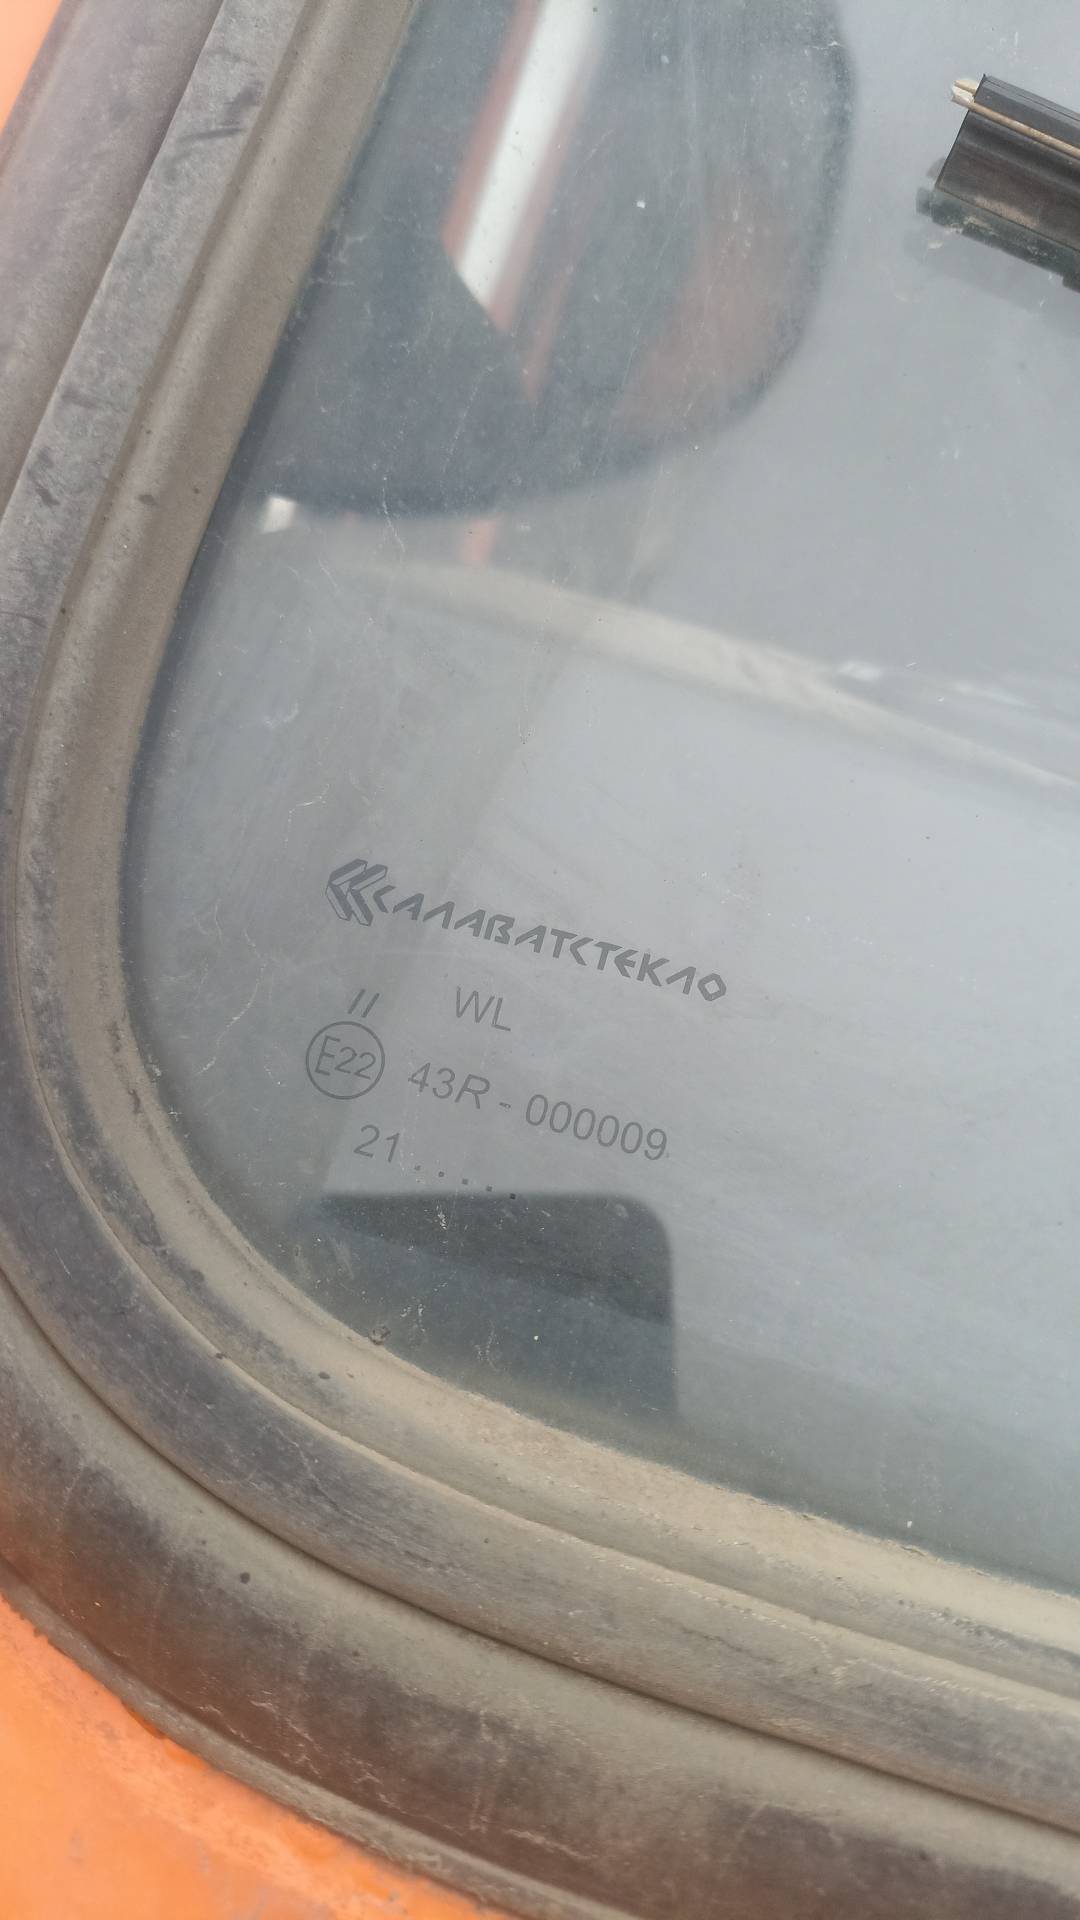 САЛАВАТСТЕКЛО
II WL
E22 43R - 000009
21 . . . . .